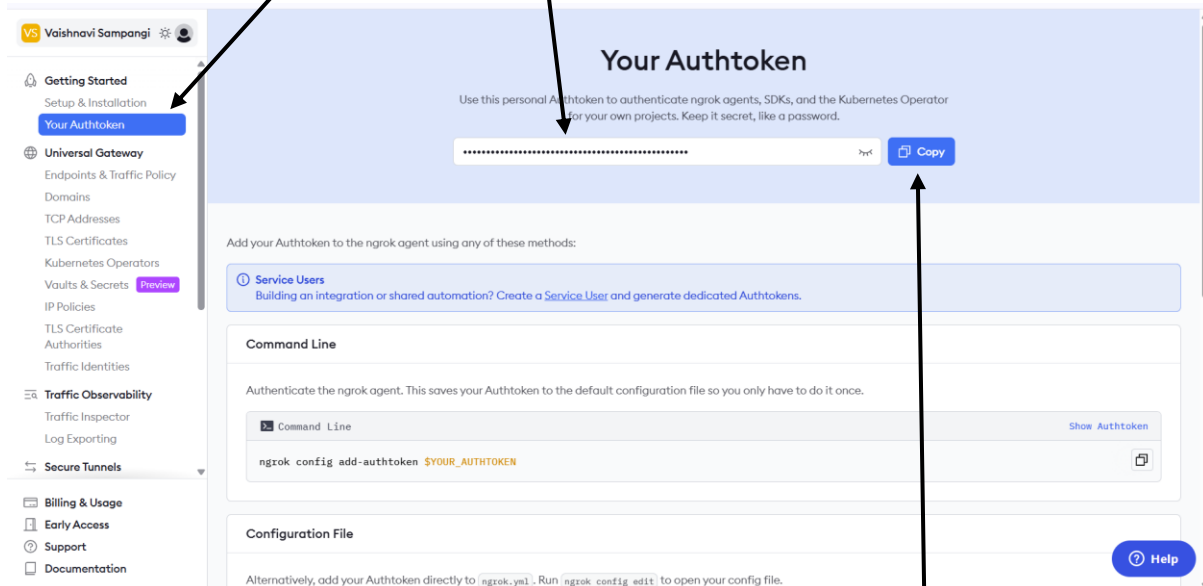 VS Vaishnavi Sampangi
Getting Started
Setup & Installation
Your Authtoken
Universal Gateway
Endpoints & Traffic Policy
Domains
TCP Addresses
TLS Certificates
Kubernetes Operators
Vaults & Secrets Preview
IP Policies
TLS Certificate
Authorities
Traffic Identities
Traffic Observability
Traffic Inspector
Log Exporting
Secure Tunnels
Billing & Usage
Early Access
Support
Documentation
Your Authtoken
Use this personal Authtoken to authenticate ngrok agents, SDKs, and the Kubernetes Operator
for your own projects. Keep it secret, like a password.
Copy
Add your Authtoken to the ngrok agent using any of these methods:
Service Users
Building an integration or shared automation? Create a Service User and generate dedicated Authtokens.
Command Line
Authenticate the ngrok agent. This saves your Authtoken to the default configuration file so you only have to do it once.
Command Line Show Authtoken
ngrok config add-authtoken $YOUR_AUTHTOKEN
Configuration File
Alternatively, add your Authtoken directly to ngrok.yml. Run ngrok config edit to open your config file.
Help